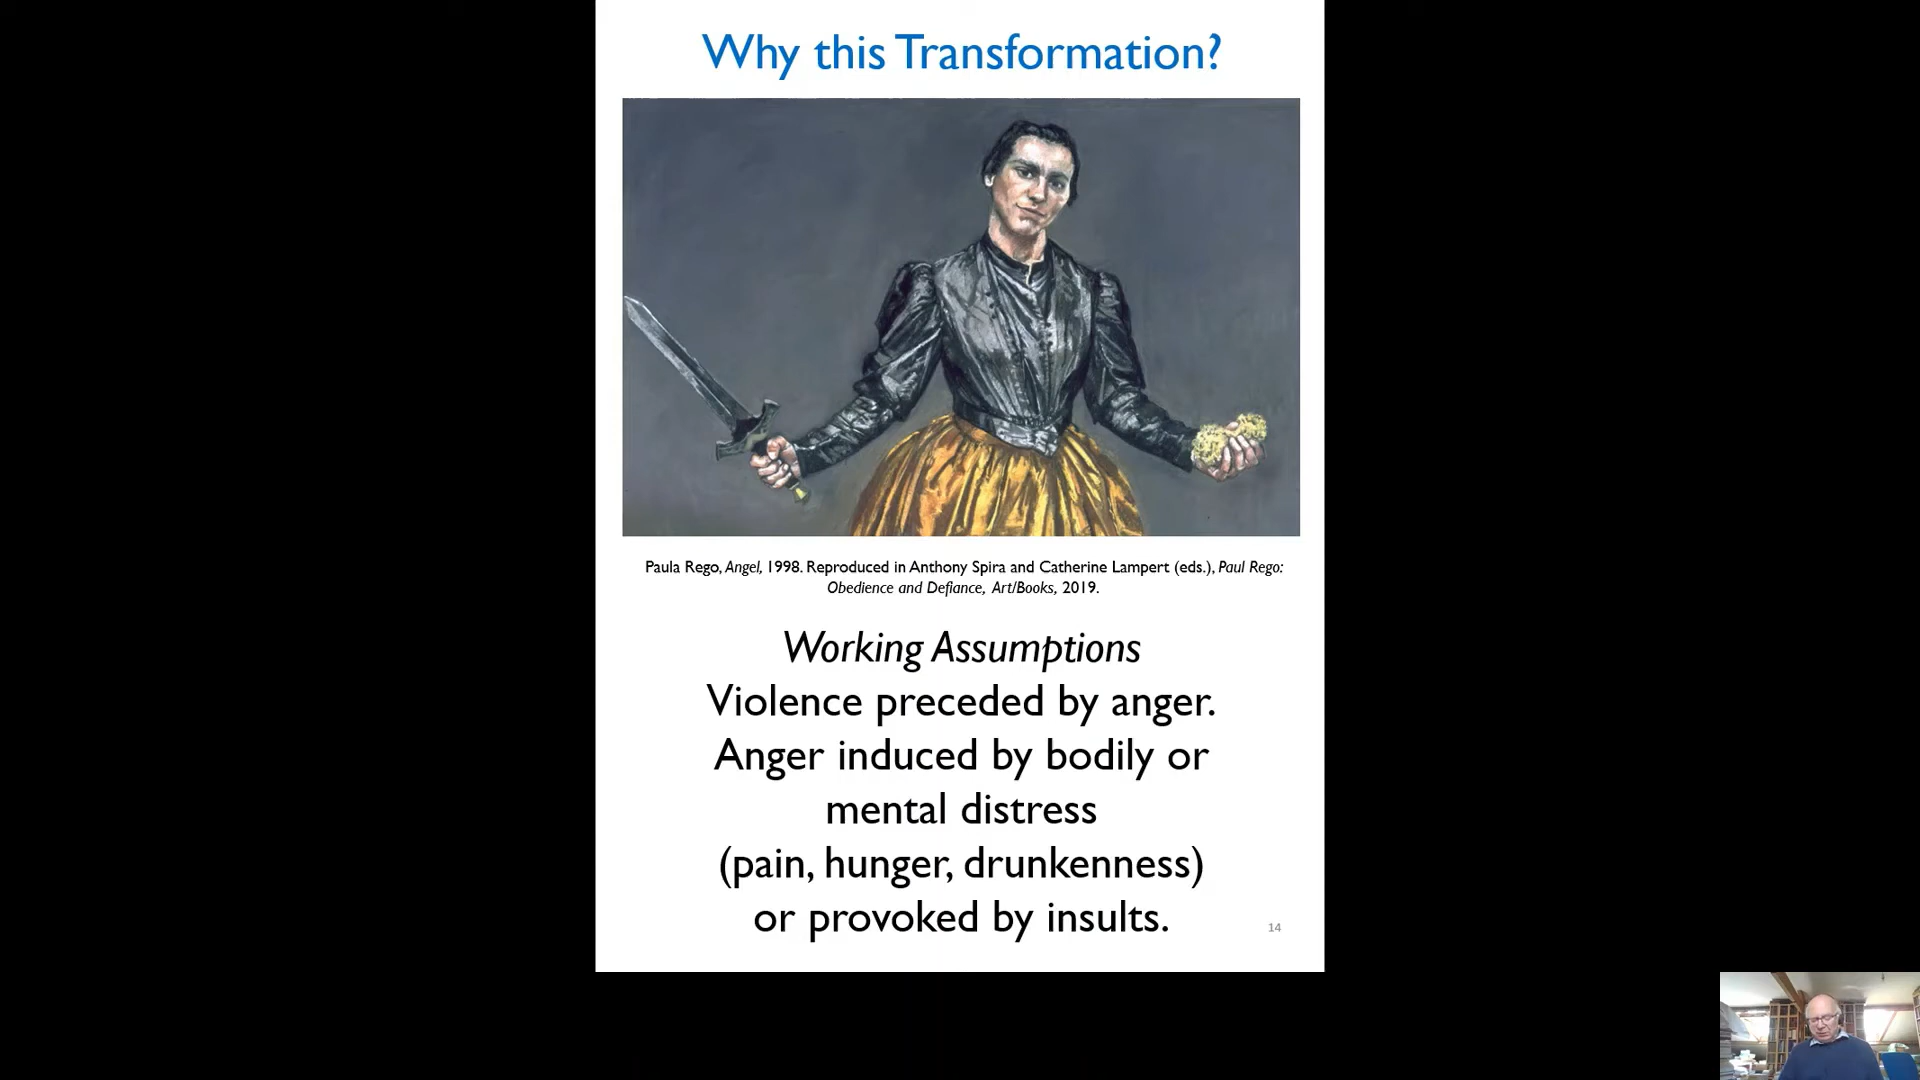 Why this Transformation?
Paula Rego, Angel, 1998. Reproduced in Anthony Spira and Catherine Lampert (eds.), Paul Rego:
Obedience and Defiance, Art/Books, 2019.
Working Assumptions
Violence preceded by anger.
Anger induced by bodily or
mental distress
(pain, hunger, drunkenness)
or provoked by insults.
14